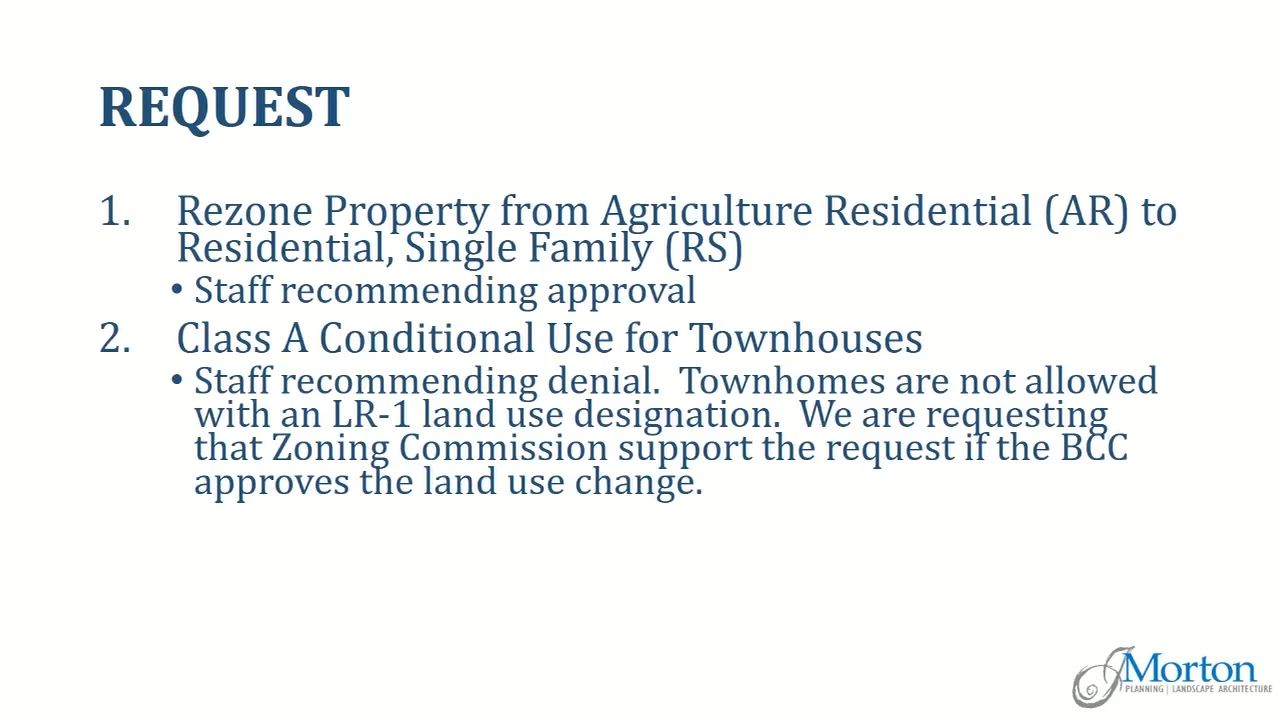 REQUEST
1. Rezone Property from Agriculture Residential (AR) to
Residential, Single Family (RS)
• Staff recommending approval
2. Class A Conditional Use for Townhouses
• Staff recommending denial.  Townhomes are not allowed
with an LR-1 land use designation.  We are requesting
that Zoning Commission support the request if the BCC
approves the land use change.
JMorton
PLANNING | LANDSCAPE ARCHITECTURE